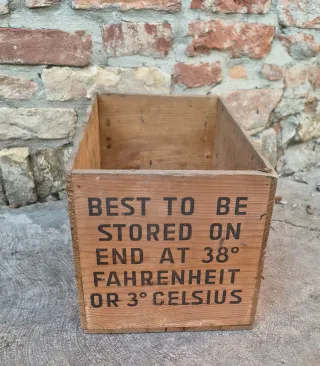 BEST TO BE
STORED ON
END AT 38°
FAHRENHEIT
OR 3° CELSIUS